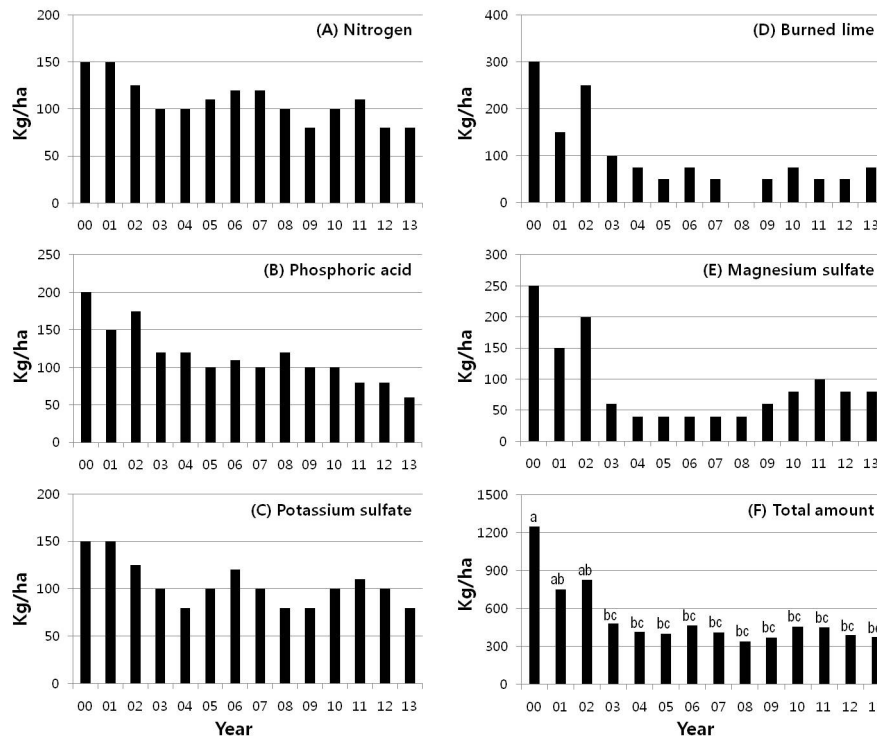 (A) Nitrogen
Kg/ha
200
150
100
50
0
00 01 02 03 04 05 06 07 08 09 10 11 12 13
(B) Phosphoric acid
Kg/ha
250
200
150
100
50
0
00 01 02 03 04 05 06 07 08 09 10 11 12 13
(C) Potassium sulfate
Kg/ha
200
150
100
50
0
00 01 02 03 04 05 06 07 08 09 10 11 12 13
Year
(D) Burned lime
Kg/ha
400
300
200
100
0
00 01 02 03 04 05 06 07 08 09 10 11 12 13
(E) Magnesium sulfate
Kg/ha
300
250
200
150
100
50
0
00 01 02 03 04 05 06 07 08 09 10 11 12 13
(F) Total amount
Kg/ha
1500
1200
900
600
300
0
a ab ab bc bc bc bc bc bc bc bc bc bc
00 01 02 03 04 05 06 07 08 09 10 11 12
Year